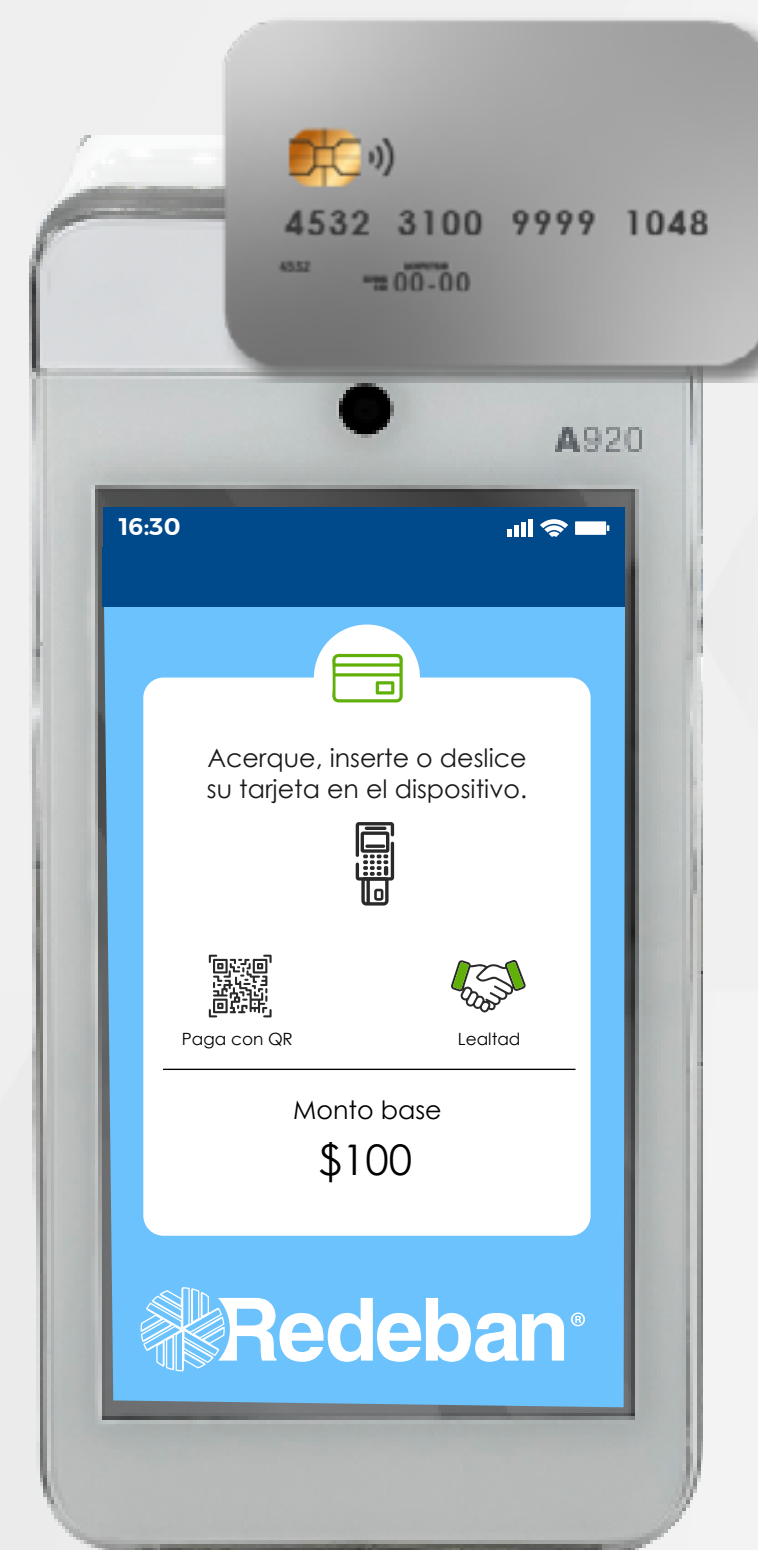 4532 3100 9999 1048
4532
00-00
A920
16:30
Acerque, inserte o deslice
su tarjeta en el dispositivo.
Paga con QR
Lealtad
Monto base
$100
Redeban®